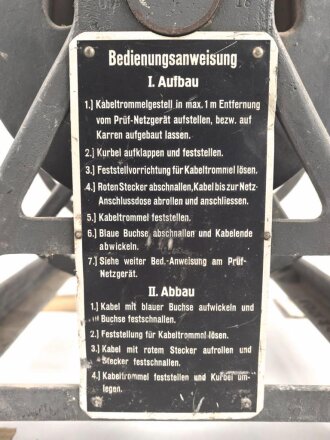 Bedienungsanweisung
I. Aufbau
1.) Kabeltrommelgestell in max. 1 m Entfernung
vom Prüf-Netzgerät aufstellen, bezw. auf
Karren aufgebaut lassen.
2.) Kurbel aufklappen und feststellen.
3.) Feststellvorrichtung für Kabeltrommel lösen.
4.) Roten Stecker abschnallen, Kabel bis zur Netz-
Anschlussdose abrollen und anschliessen.
5.) Kabeltrommel feststellen.
6.) Blaue Buchse abschnallen und Kabelende
abwickeln.
7.) Siehe weiter Bed.-Anweisung am Prüf-
Netzgerät.
II. Abbau
1.) Kabel mit blauer Buchse aufwickeln und
Buchse festschnallen.
2.) Feststellung für Kabeltrommel lösen.
3.) Kabel mit rotem Stecker aufrollen und
Stecker festschnallen.
4.) Kabeltrommel feststellen und Kurbel um-
legen.